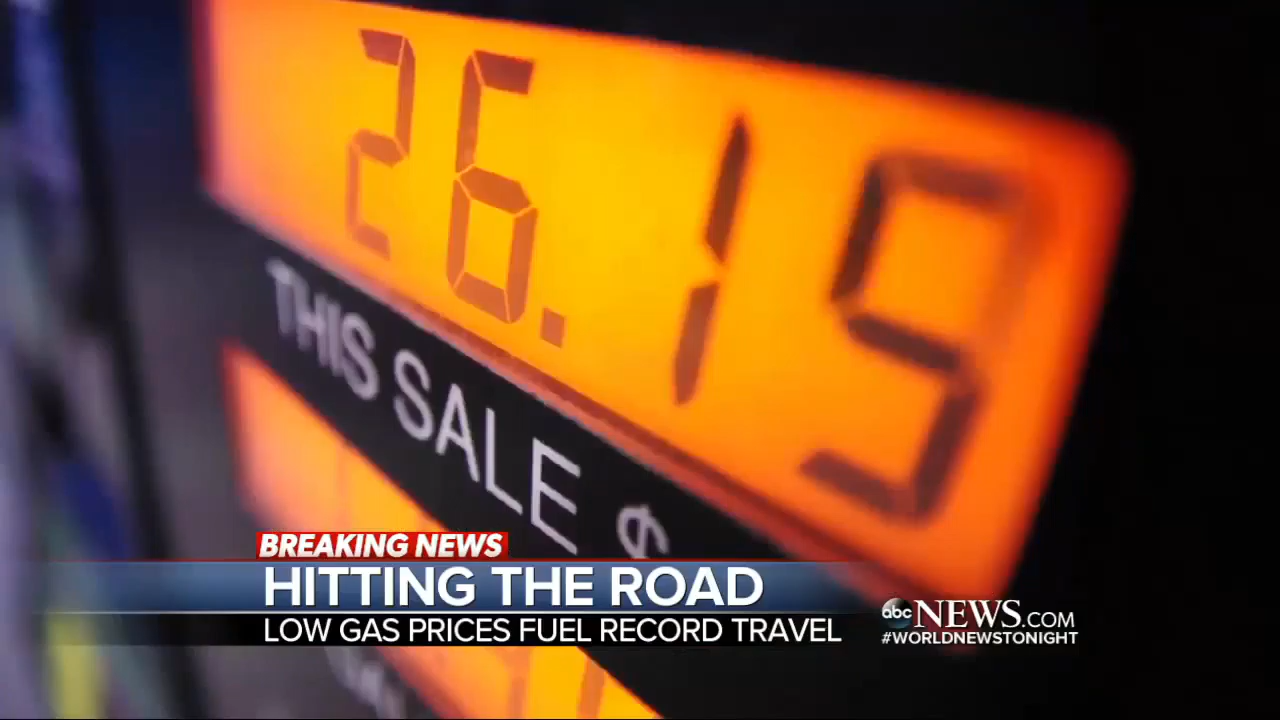 26.19
THIS SALE $
BREAKING NEWS
HITTING THE ROAD
LOW GAS PRICES FUEL RECORD TRAVEL
abc NEWS.COM
#WORLDNEWSTONIGHT